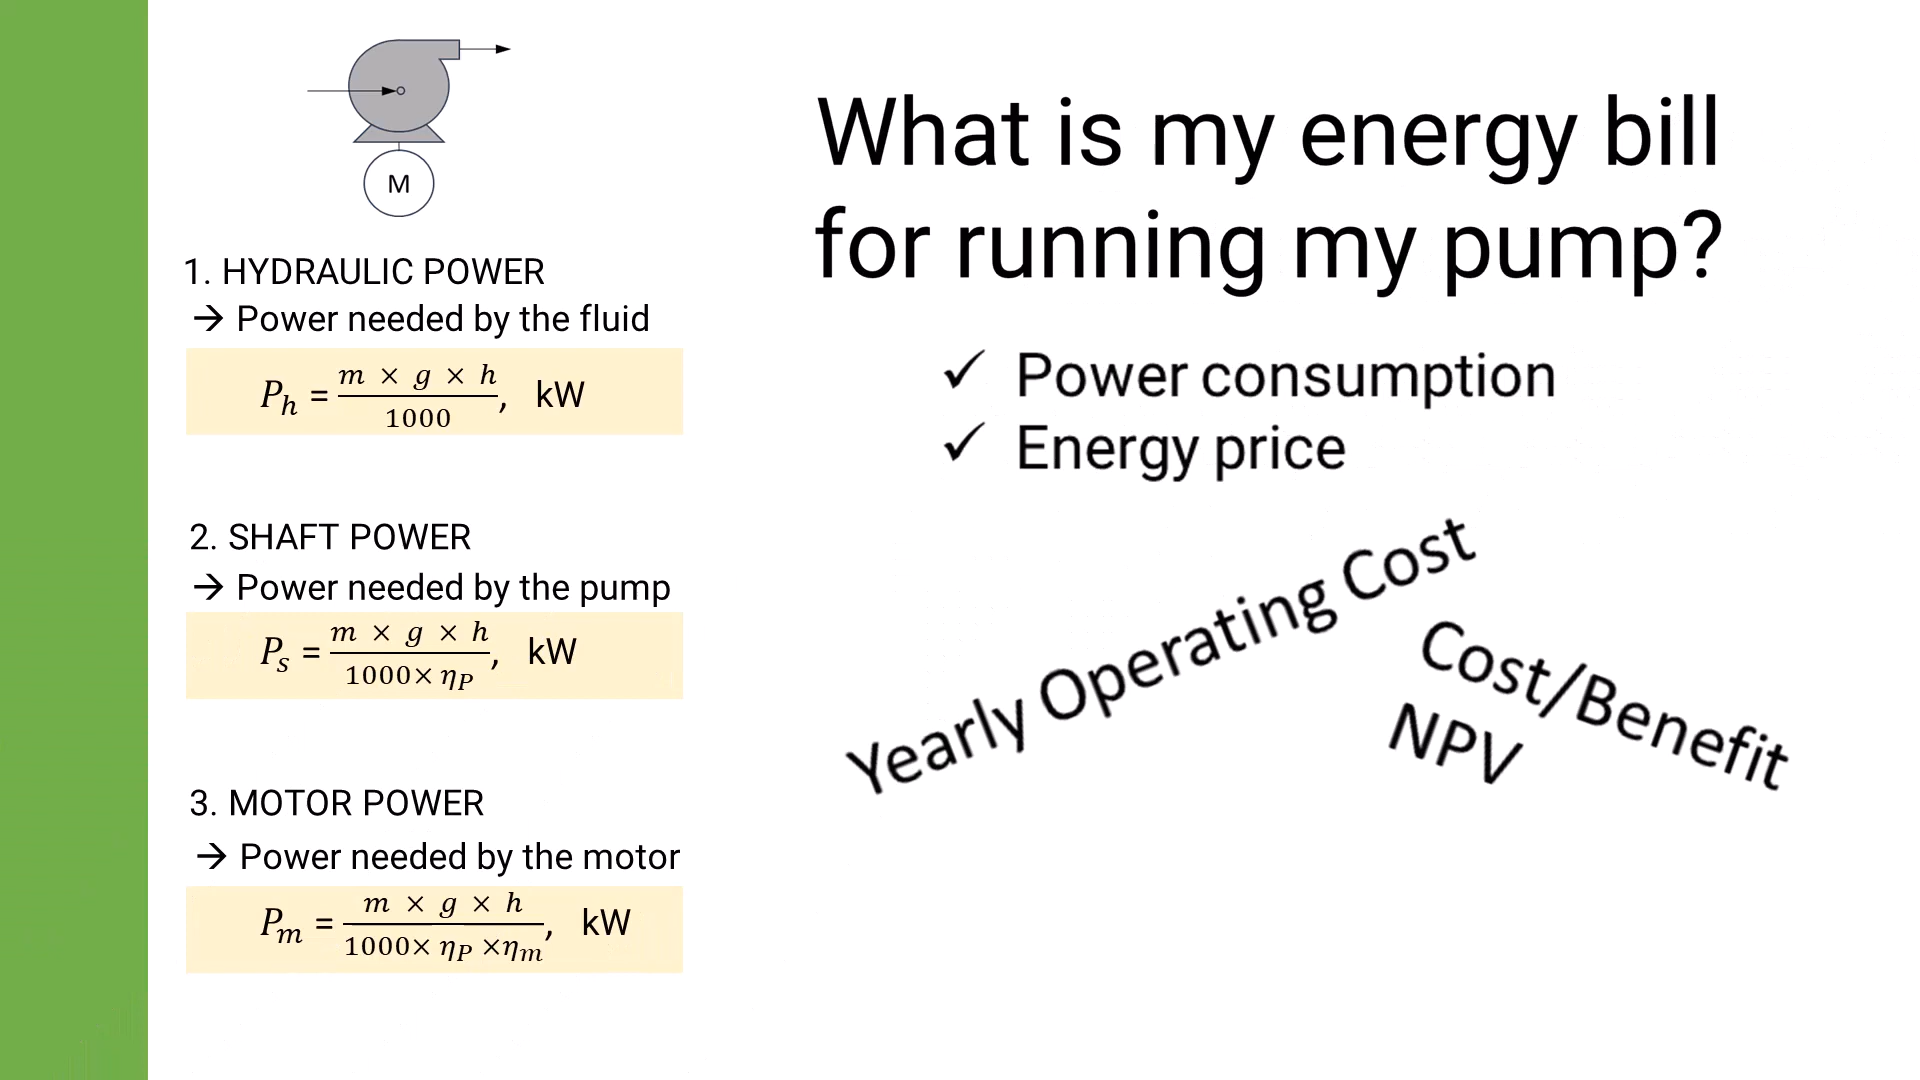 M
1. HYDRAULIC POWER
→ Power needed by the fluid
P_h = (m × g × h)/1000, kW
2. SHAFT POWER
→ Power needed by the pump
P_s = (m × g × h)/(1000× η_P), kW
3. MOTOR POWER
→ Power needed by the motor
P_m = (m × g × h)/(1000× η_P ×η_m), kW
What is my energy bill
for running my pump?
✓ Power consumption
✓ Energy price
Yearly Operating Cost
Cost/Benefit
NPV